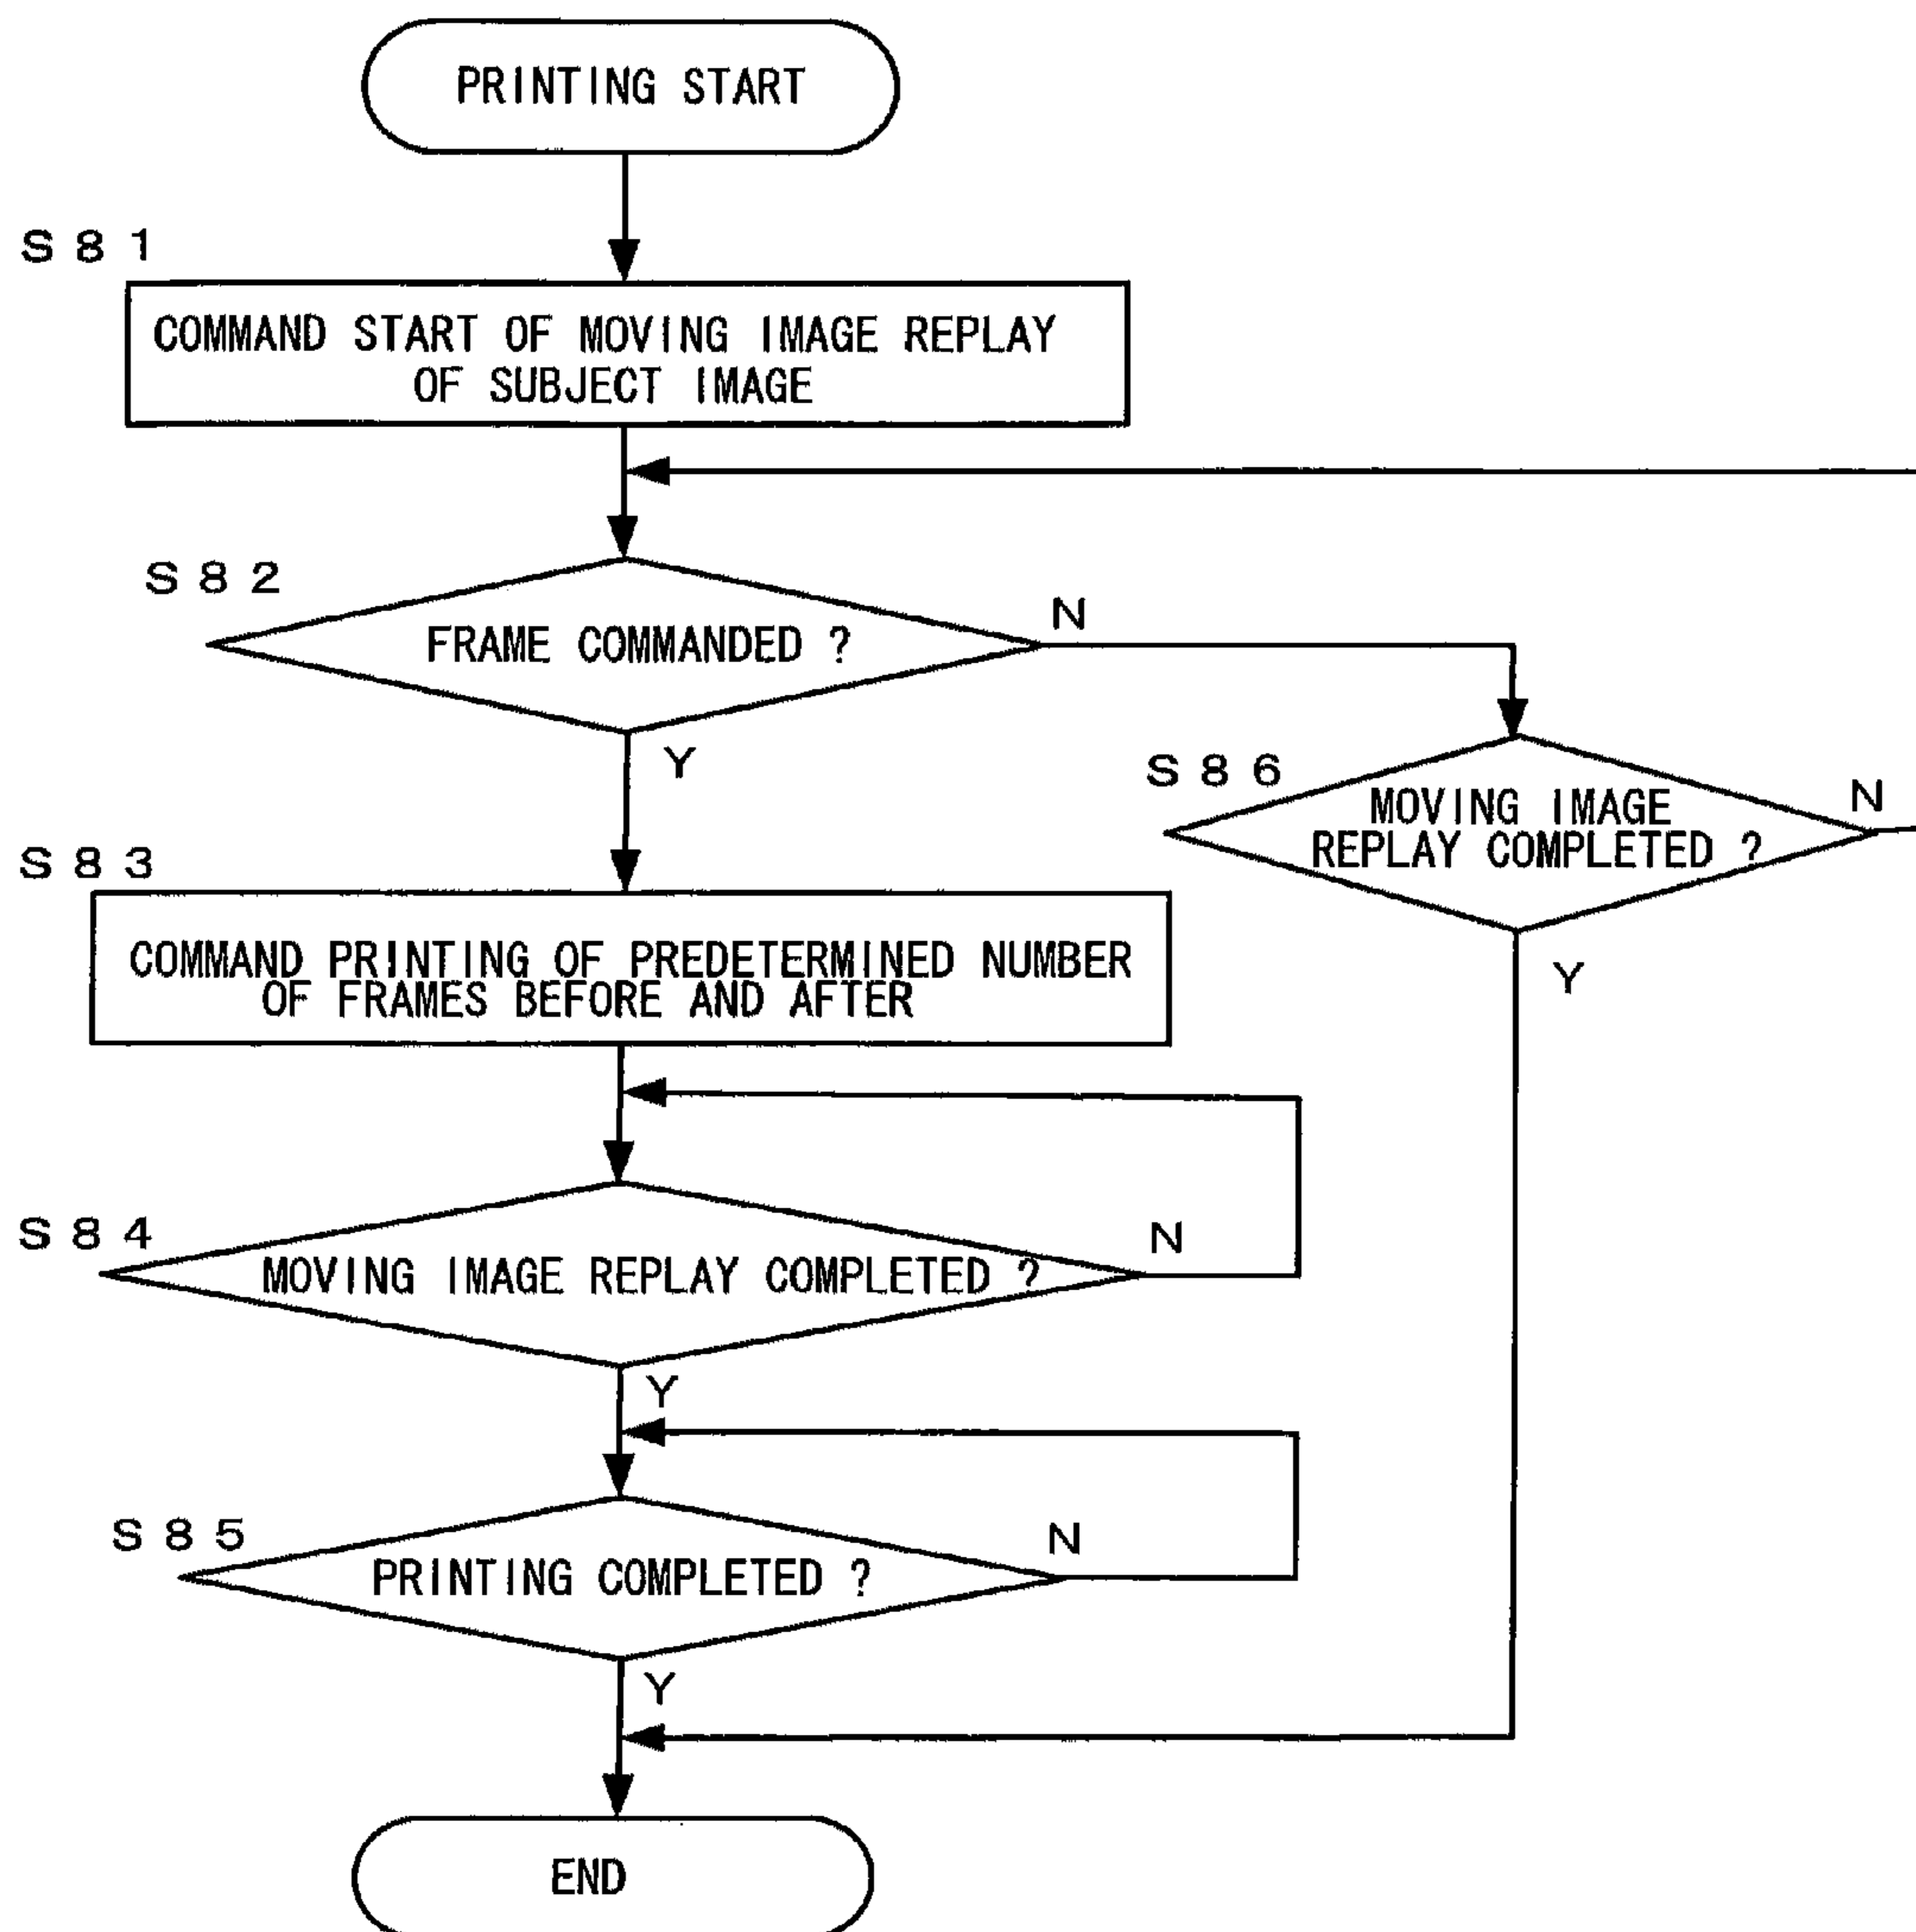 PRINTING START
S81
COMMAND START OF MOVING IMAGE REPLAY
OF SUBJECT IMAGE
S82
FRAME COMMANDED ?
N
Y
S86
MOVING IMAGE
REPLAY COMPLETED ?
N
Y
S83
COMMAND PRINTING OF PREDETERMINED NUMBER
OF FRAMES BEFORE AND AFTER
S84
MOVING IMAGE REPLAY COMPLETED ?
N
Y
S85
PRINTING COMPLETED ?
N
Y
END